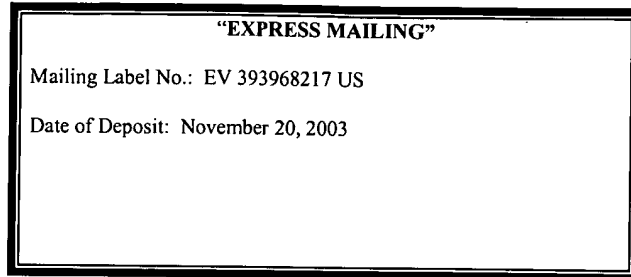 “EXPRESS MAILING”
Mailing Label No.: EV 393968217 US
Date of Deposit: November 20, 2003